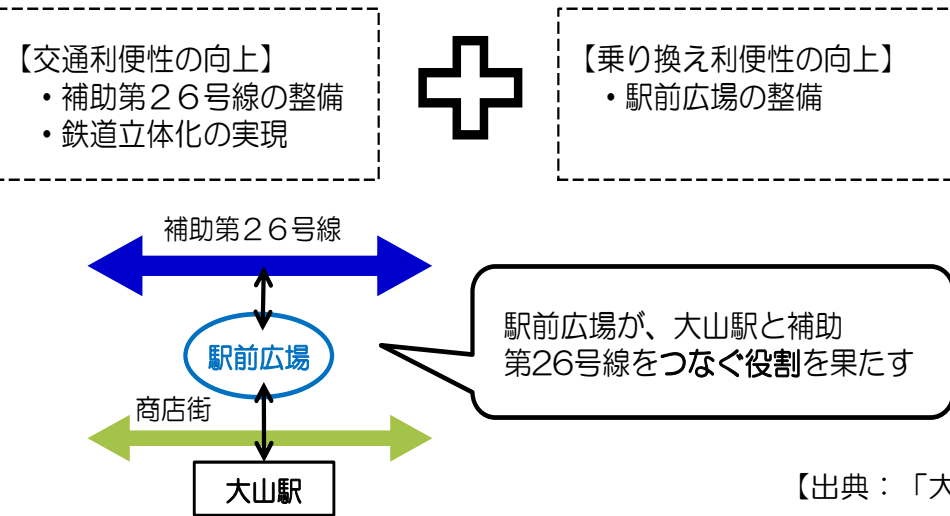 【交通利便性の向上】
・補助第２６号線の整備
・鉄道立体化の実現
【乗り換え利便性の向上】
・駅前広場の整備
補助第２６号線
駅前広場が、大山駅と補助
第26号線をつなぐ役割を果たす
駅前広場
商店街
大山駅
【出典：「大